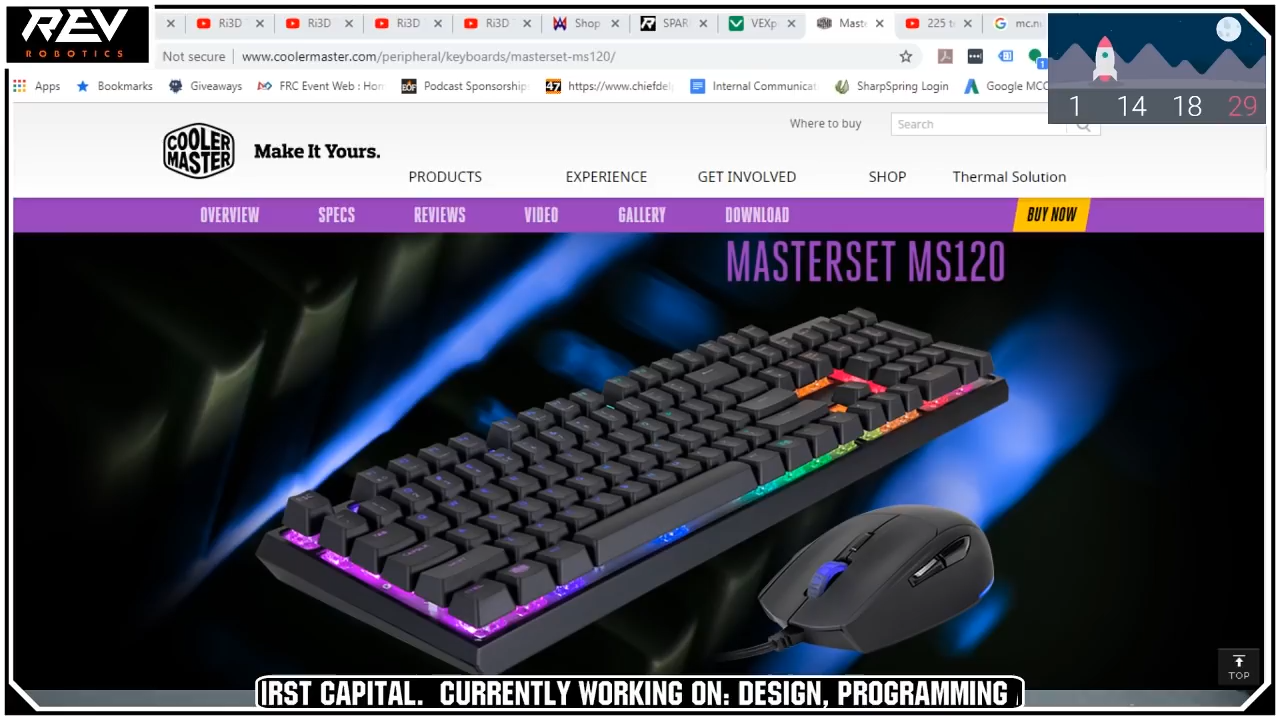 REV
ROBOTICS
Ri3D
Ri3D
Ri3D
Ri3D
Shop
SPAR
VEXp
Mast
225 t
mc.n
Not secure | www.coolermaster.com/peripheral/keyboards/masterset-ms120/
Apps
Bookmarks
Giveaways
FRC Event Web : Hom
Podcast Sponsorship
https://www.chiefdel
Internal Communicat
SharpSpring Login
Google MCC
1 14 18 29
Where to buy
Search
COOLER
MASTER
Make It Yours.
PRODUCTS
EXPERIENCE
GET INVOLVED
SHOP
Thermal Solution
OVERVIEW
SPECS
REVIEWS
VIDEO
GALLERY
DOWNLOAD
BUY NOW
MASTERSET MS120
TOP
IRST CAPITAL. CURRENTLY WORKING ON: DESIGN, PROGRAMMING